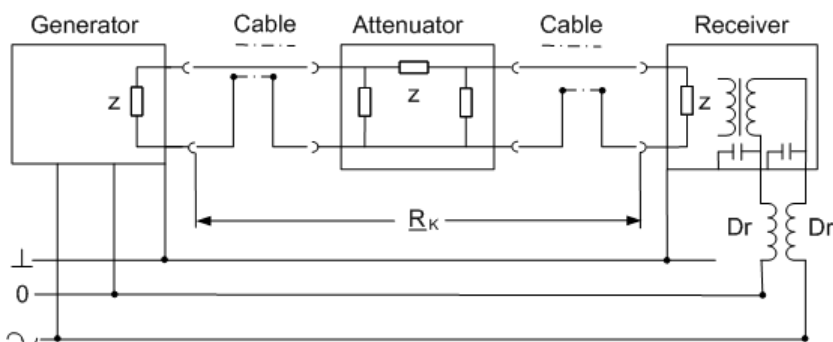 Generator
Cable
Attenuator
Cable
Receiver
z
z
z
R K
Dr
Dr
⊥
0